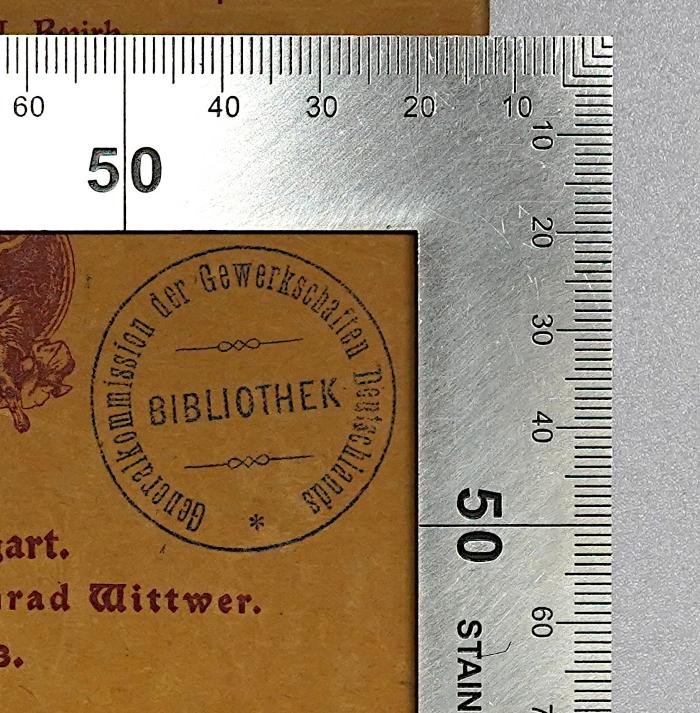 60 40 30 20 10
50
10
20
30
40
50
60
Generalkommission der Gewerkschaften Deutschlands
BIBLIOTHEK
*
gart.
rad Wittwer.
STAIN